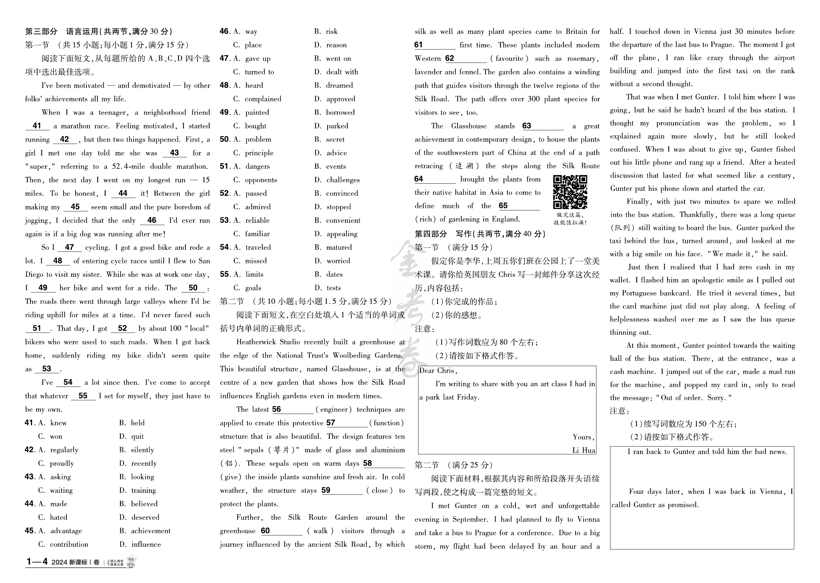 第三部分 语言运用(共两节,满分 30 分)
第一节 (共 15 小题;每小题 1 分,满分 15 分)
阅读下面短文,从每题所给的 A、B、C、D 四个选
项中选出最佳选项。
I've been motivated — and demotivated — by other
folks' achievements all my life.
When I was a teenager, a neighborhood friend
41 a marathon race. Feeling motivated, I started
running 42 , but then two things happened. First, a
girl I met one day told me she was 43 for a
"super," referring to a 52.4-mile double marathon.
Then, the next day I went on my longest run — 15
miles. To be honest, I 44 it! Between the girl
making my 45 seem small and the pure boredom of
jogging, I decided that the only 46 I'd ever run
again is if a big dog was running after me!
So I 47 cycling. I got a good bike and rode a
lot. I 48 of entering cycle races until I flew to San
Diego to visit my sister. While she was at work one day,
I 49 her bike and went for a ride. The 50 :
The roads there went through large valleys where I'd be
riding uphill for miles at a time. I'd never faced such
51 . That day, I got 52 by about 100 "local"
bikers who were used to such roads. When I got back
home, suddenly riding my bike didn't seem quite
as 53 .
I've 54 a lot since then. I've come to accept
that whatever 55 I set for myself, they just have to
be my own.
41. A. knew B. held
C. won D. quit
42. A. regularly B. silently
C. proudly D. recently
43. A. asking B. looking
C. waiting D. training
44. A. made B. believed
C. hated D. deserved
45. A. advantage B. achievement
C. contribution D. influence
1—4 2024 新课标 Ⅰ 卷
46. A. way B. risk
C. place D. reason
47. A. gave up B. went on
C. turned to D. dealt with
48. A. heard B. dreamed
C. complained D. approved
49. A. painted B. borrowed
C. bought D. parked
50. A. problem B. secret
C. principle D. advice
51. A. dangers B. events
C. opponents D. challenges
52. A. passed B. convinced
C. admired D. stopped
53. A. reliable B. convenient
C. familiar D. appealing
54. A. traveled B. matured
C. missed D. worried
55. A. limits B. dates
C. goals D. tests
第二节 (共 10 小题;每小题 1.5 分,满分 15 分)
阅读下面短文,在空白处填入 1 个适当的单词或
括号内单词的正确形式。
Heatherwick Studio recently built a greenhouse at
the edge of the National Trust's Woolbeding Gardens.
This beautiful structure, named Glasshouse, is at the
centre of a new garden that shows how the Silk Road
influences English gardens even in modern times.
The latest 56 (engineer) techniques are
applied to create this protective 57 (function)
structure that is also beautiful. The design features ten
steel "sepals (萼片)" made of glass and aluminium
(铝). These sepals open on warm days 58
(give) the inside plants sunshine and fresh air. In cold
weather, the structure stays 59 (close) to
protect the plants.
Further, the Silk Route Garden around the
greenhouse 60 (walk) visitors through a
journey influenced by the ancient Silk Road, by which
silk as well as many plant species came to Britain for
61 first time. These plants included modern
Western 62 (favourite) such as rosemary,
lavender and fennel. The garden also contains a winding
path that guides visitors through the twelve regions of the
Silk Road. The path offers over 300 plant species for
visitors to see, too.
The Glasshouse stands 63 a great
achievement in contemporary design, to house the plants
of the southwestern part of China at the end of a path
retracing (追溯) the steps along the Silk Route
64 brought the plants from
their native habitat in Asia to come to
define much of the 65
(rich) of gardening in England.
第四部分 写作(共两节,满分 40 分)
第一节 (满分 15 分)
假定你是李华,上周五你们班在公园上了一堂美
术课。请你给英国朋友 Chris 写一封邮件分享这次经
历,内容包括:
(1)你完成的作品;
(2)你的感想。
注意:
(1)写作词数应为 80 个左右;
(2)请按如下格式作答。
Dear Chris,
I'm writing to share with you an art class I had in
a park last Friday.
Yours,
Li Hua
第二节 (满分 25 分)
阅读下面材料,根据其内容和所给段落开头语续
写两段,使之构成一篇完整的短文。
I met Gunter on a cold, wet and unforgettable
evening in September. I had planned to fly to Vienna
and take a bus to Prague for a conference. Due to a big
storm, my flight had been delayed by an hour and a
half. I touched down in Vienna just 30 minutes before
the departure of the last bus to Prague. The moment I got
off the plane, I ran like crazy through the airport
building and jumped into the first taxi on the rank
without a second thought.
That was when I met Gunter. I told him where I was
going, but he said he hadn't heard of the bus station. I
thought my pronunciation was the problem, so I
explained again more slowly, but he still looked
confused. When I was about to give up, Gunter fished
out his little phone and rang up a friend. After a heated
discussion that lasted for what seemed like a century,
Gunter put his phone down and started the car.
Finally, with just two minutes to spare we rolled
into the bus station. Thankfully, there was a long queue
(队列) still waiting to board the bus. Gunter parked the
taxi behind the bus, turned around, and looked at me
with a big smile on his face. "We made it," he said.
Just then I realised that I had zero cash in my
wallet. I flashed him an apologetic smile as I pulled out
my Portuguese bankcard. He tried it several times, but
the card machine just did not play along. A feeling of
helplessness washed over me as I saw the bus queue
thinning out.
At this moment, Gunter pointed towards the waiting
hall of the bus station. There, at the entrance, was a
cash machine. I jumped out of the car, made a mad run
for the machine, and popped my card in, only to read
the message: "Out of order. Sorry."
注意:
(1)续写词数应为 150 个左右;
(2)请按如下格式作答。
I ran back to Gunter and told him the bad news.
Four days later, when I was back in Vienna, I
called Gunter as promised.